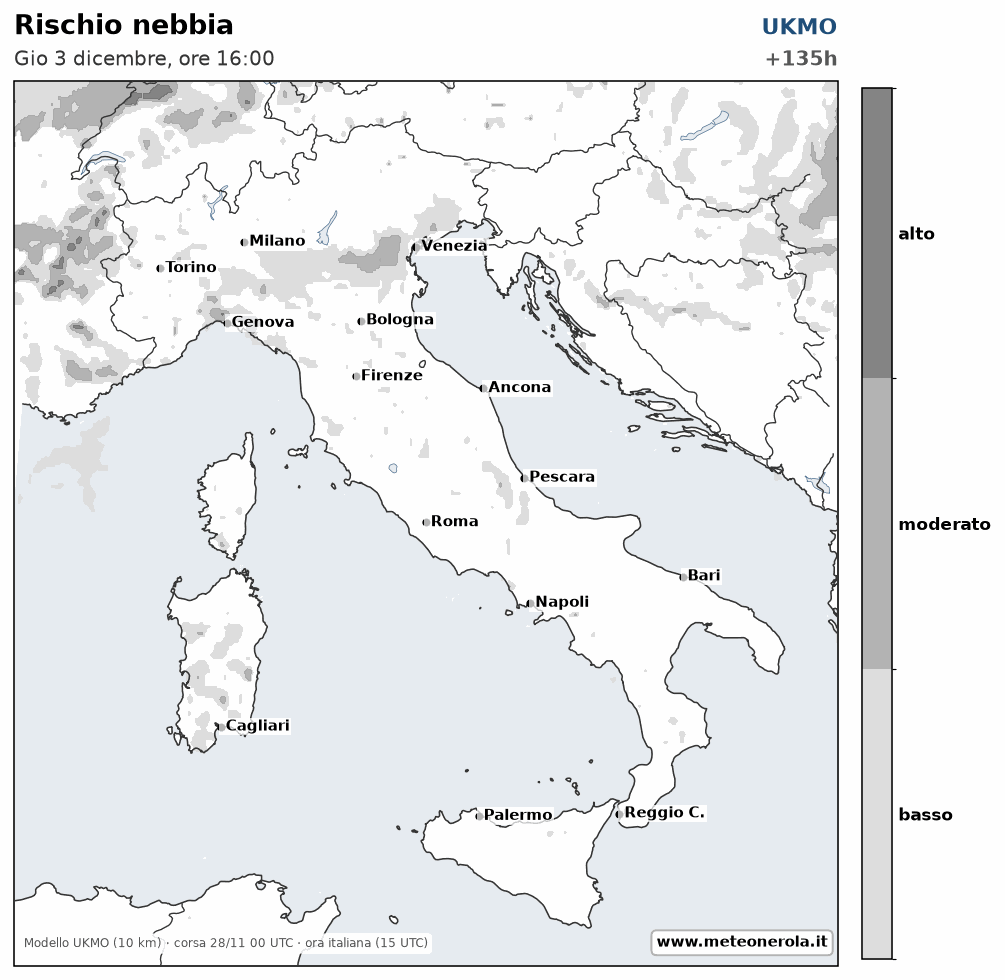 Rischio nebbia
UKMO
Gio 3 dicembre, ore 16:00
+135h
alto
Milano
Venezia
Torino
Genova
Bologna
Firenze
Ancona
Pescara
Roma
moderato
Bari
Napoli
Cagliari
Palermo
Reggio C.
basso
Modello UKMO (10 km) · corsa 28/11 00 UTC · ora italiana (15 UTC)
www.meteonerola.it